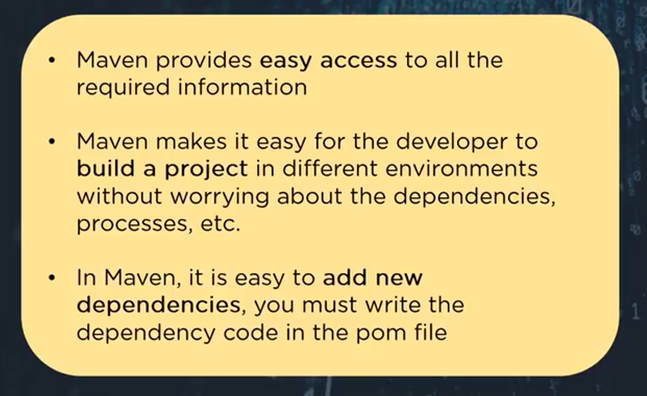 • Maven provides easy access to all the
required information
• Maven makes it easy for the developer to
build a project in different environments
without worrying about the dependencies,
processes, etc.
• In Maven, it is easy to add new
dependencies, you must write the
dependency code in the pom file